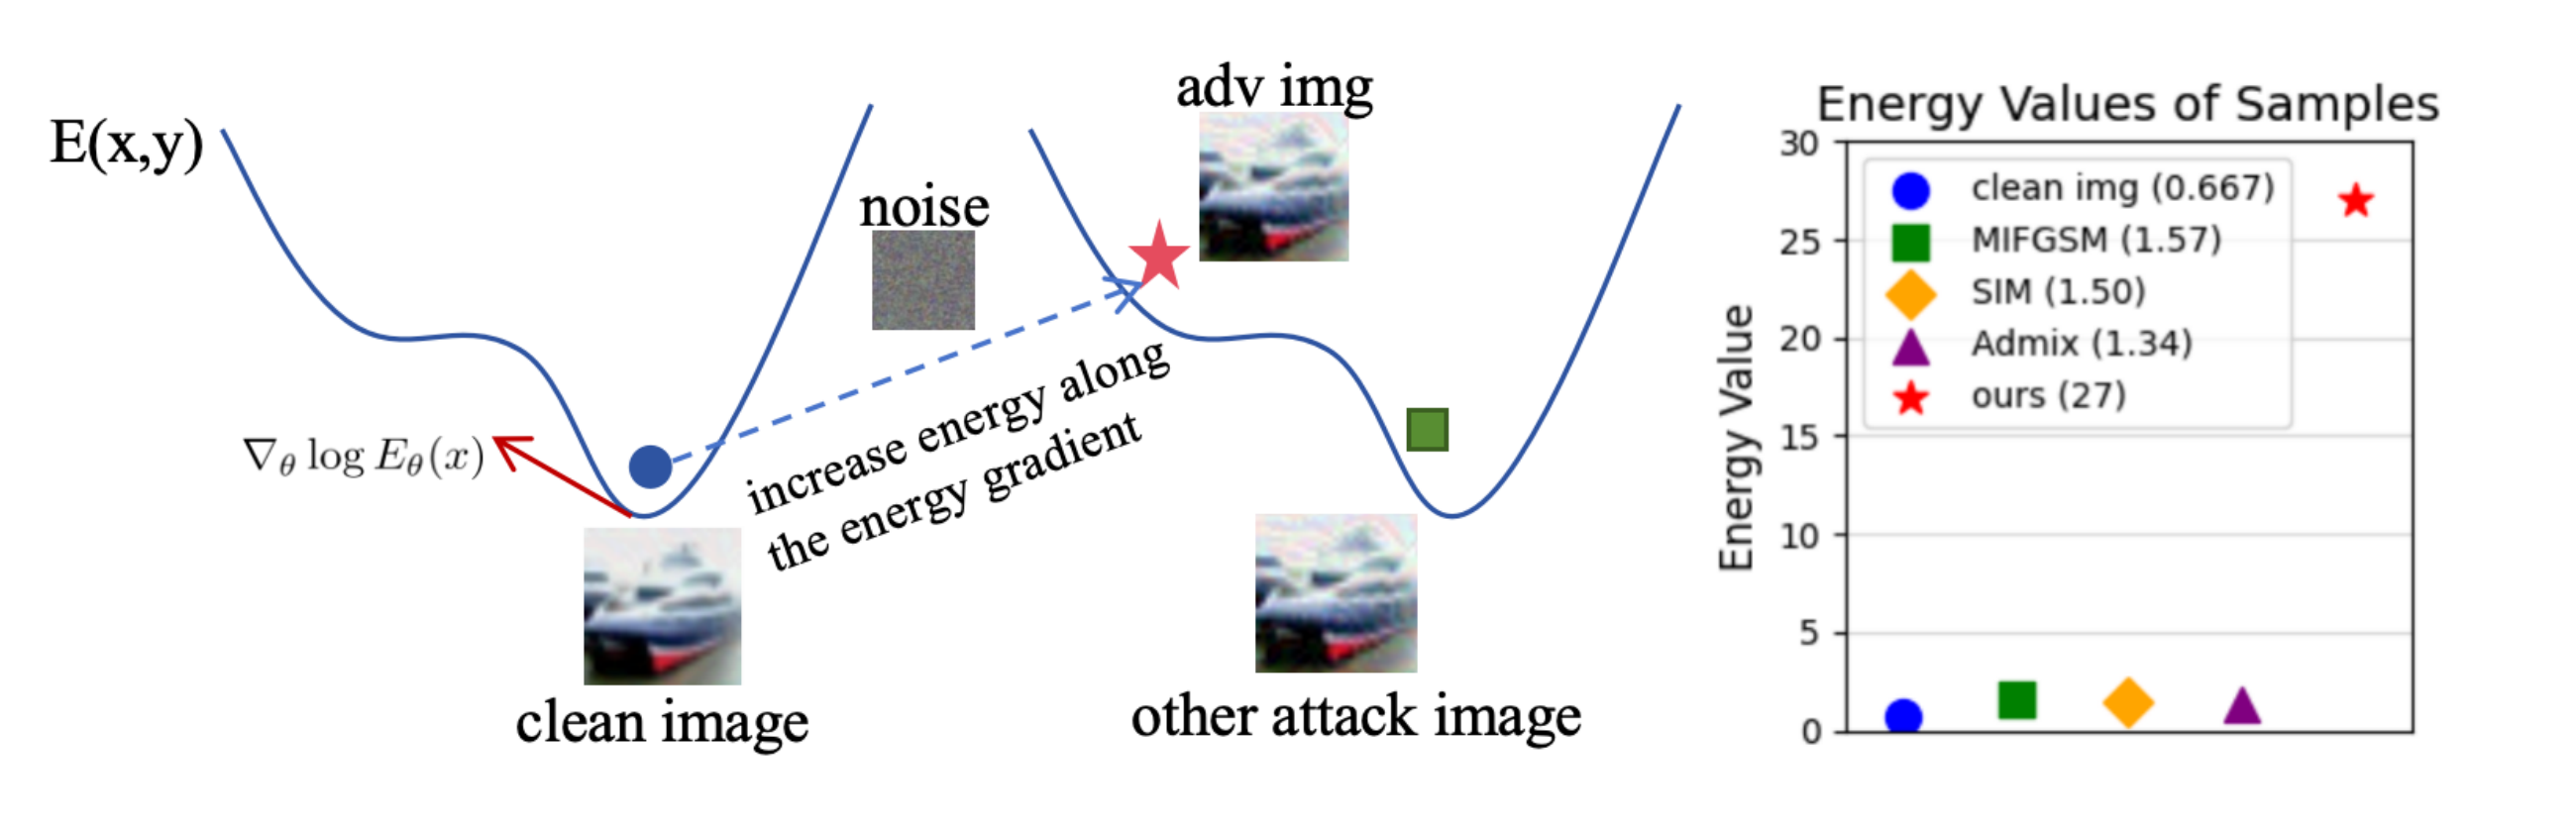 E(x,y)
∇θ log Eθ(x)
clean image
noise
increase energy along
the energy gradient
adv img
other attack image
Energy Values of Samples
Energy Value
30
25
20
15
10
5
0
clean img (0.667)
MIFGSM (1.57)
SIM (1.50)
Admix (1.34)
ours (27)